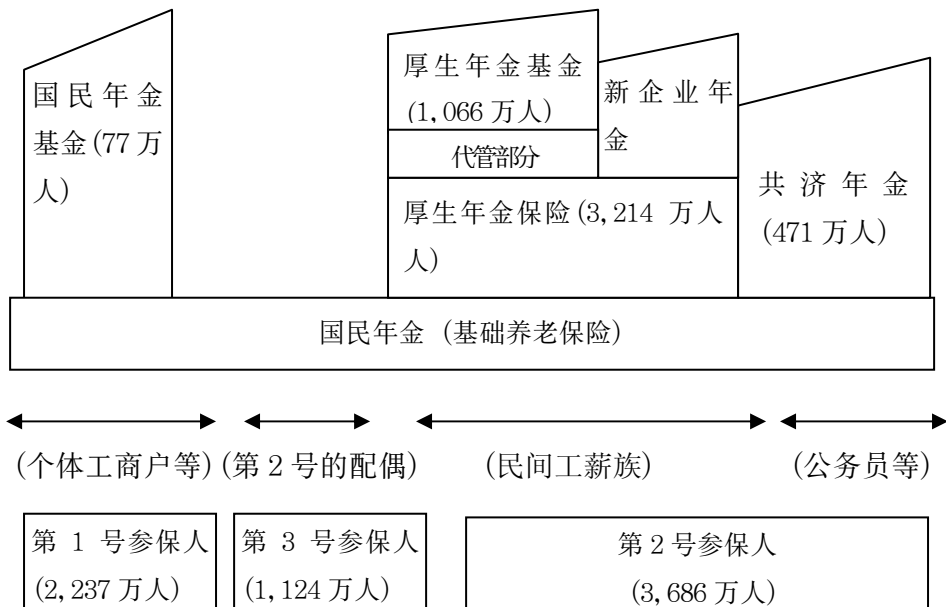 国民年金
基金(77万
人)
厚生年金基金
(1,066万人)
代管部分
新企业年
金
厚生年金保险(3,214 万人
人)
共济年金
(471万人)
国民年金 (基础养老保险)
(个体工商户等)
(第2号的配偶)
(民间工薪族)
(公务员等)
第 1 号参保人
(2,237万人)
第 3 号参保人
(1,124万人)
第2号参保人
(3,686万人)